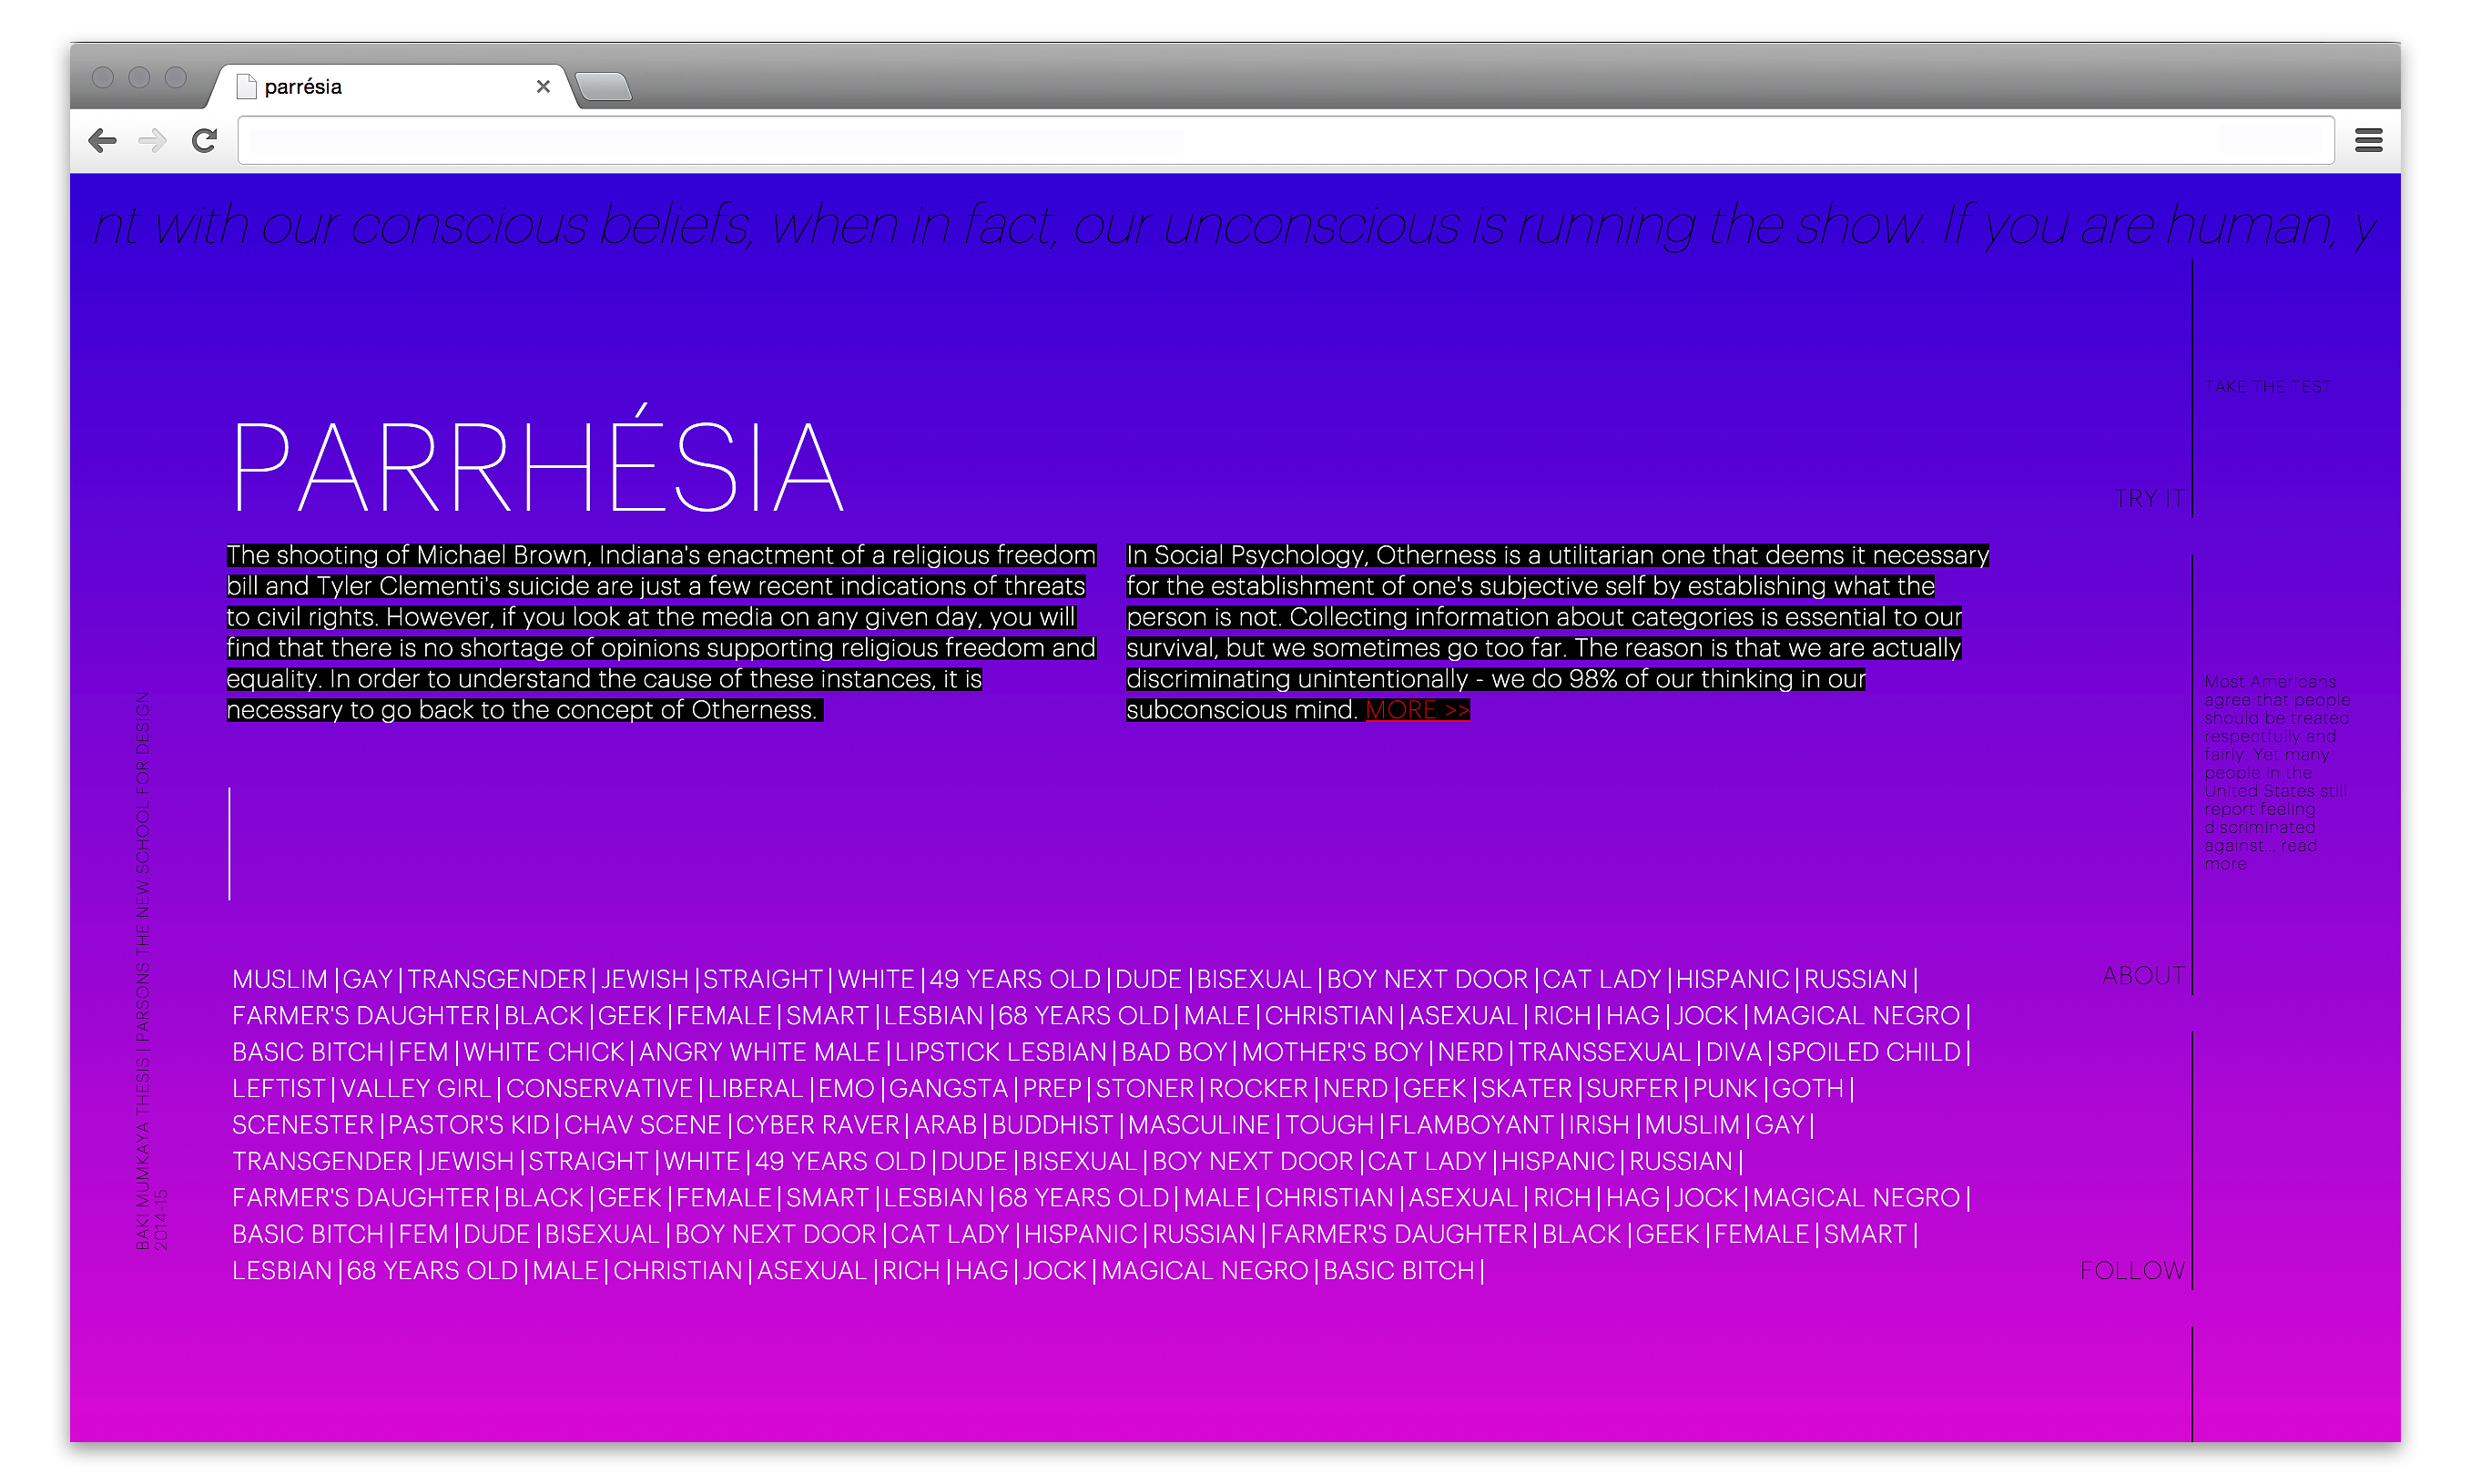 parrésia
nt with our conscious beliefs, when in fact, our unconscious is running the show. If you are human, y
TAKE THE TEST
TRY IT
PARRHÉSIA
The shooting of Michael Brown, Indiana's enactment of a religious freedom
bill and Tyler Clementi's suicide are just a few recent indications of threats
to civil rights. However, if you look at the media on any given day, you will
find that there is no shortage of opinions supporting religious freedom and
equality. In order to understand the cause of these instances, it is
necessary to go back to the concept of Otherness.
In Social Psychology, Otherness is a utilitarian one that deems it necessary
for the establishment of one's subjective self by establishing what the
person is not. Collecting information about categories is essential to our
survival, but we sometimes go too far. The reason is that we are actually
discriminating unintentionally - we do 98% of our thinking in our
subconscious mind. MORE >>
Most Americans
agree that people
should be treated
respectfully and
fairly. Yet many
people in the
United States still
report feeling
discriminated
against... read
more
ABOUT
BAKI MUMKAYA THESIS | PARSONS THE NEW SCHOOL FOR DESIGN
2014-15
MUSLIM|GAY|TRANSGENDER|JEWISH|STRAIGHT|WHITE|49 YEARS OLD|DUDE|BISEXUAL|BOY NEXT DOOR|CAT LADY|HISPANIC|RUSSIAN|
FARMER'S DAUGHTER|BLACK|GEEK|FEMALE|SMART|LESBIAN|68 YEARS OLD|MALE|CHRISTIAN|ASEXUAL|RICH|HAG|JOCK|MAGICAL NEGRO|
BASIC BITCH|FEM|WHITE CHICK|ANGRY WHITE MALE|LIPSTICK LESBIAN|BAD BOY|MOTHER'S BOY|NERD|TRANSSEXUAL|DIVA|SPOILED CHILD|
LEFTIST|VALLEY GIRL|CONSERVATIVE|LIBERAL|EMO|GANGSTA|PREP|STONER|ROCKER|NERD|GEEK|SKATER|SURFER|PUNK|GOTH|
SCENESTER|PASTOR'S KID|CHAV SCENE|CYBER RAVER|ARAB|BUDDHIST|MASCULINE|TOUGH|FLAMBOYANT|IRISH|MUSLIM|GAY|
TRANSGENDER|JEWISH|STRAIGHT|WHITE|49 YEARS OLD|DUDE|BISEXUAL|BOY NEXT DOOR|CAT LADY|HISPANIC|RUSSIAN|
FARMER'S DAUGHTER|BLACK|GEEK|FEMALE|SMART|LESBIAN|68 YEARS OLD|MALE|CHRISTIAN|ASEXUAL|RICH|HAG|JOCK|MAGICAL NEGRO|
BASIC BITCH|FEM|DUDE|BISEXUAL|BOY NEXT DOOR|CAT LADY|HISPANIC|RUSSIAN|FARMER'S DAUGHTER|BLACK|GEEK|FEMALE|SMART|
LESBIAN|68 YEARS OLD|MALE|CHRISTIAN|ASEXUAL|RICH|HAG|JOCK|MAGICAL NEGRO|BASIC BITCH|
FOLLOW